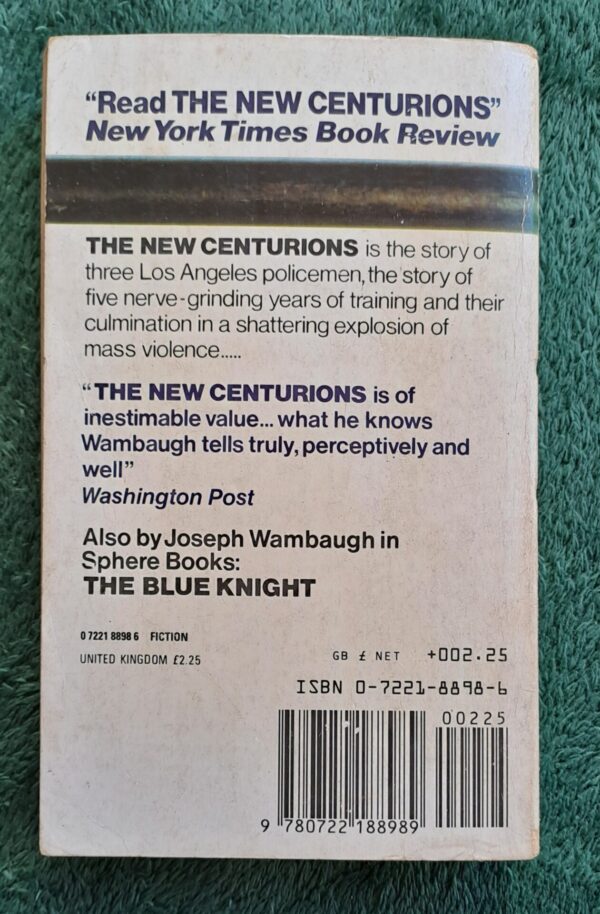 “Read THE NEW CENTURIONS”
New York Times Book Review
THE NEW CENTURIONS is the story of
three Los Angeles policemen, the story of
five nerve-grinding years of training and their
culmination in a shattering explosion of
mass violence.....
“THE NEW CENTURIONS is of
inestimable value... what he knows
Wambaugh tells truly, perceptively and
well”
Washington Post
Also by Joseph Wambaugh in
Sphere Books:
THE BLUE KNIGHT
0 7221 8898 6 FICTION
UNITED KINGDOM £2.25
GB £ NET +002.25
ISBN 0-7221-8898-6
00225
9 780722 188989